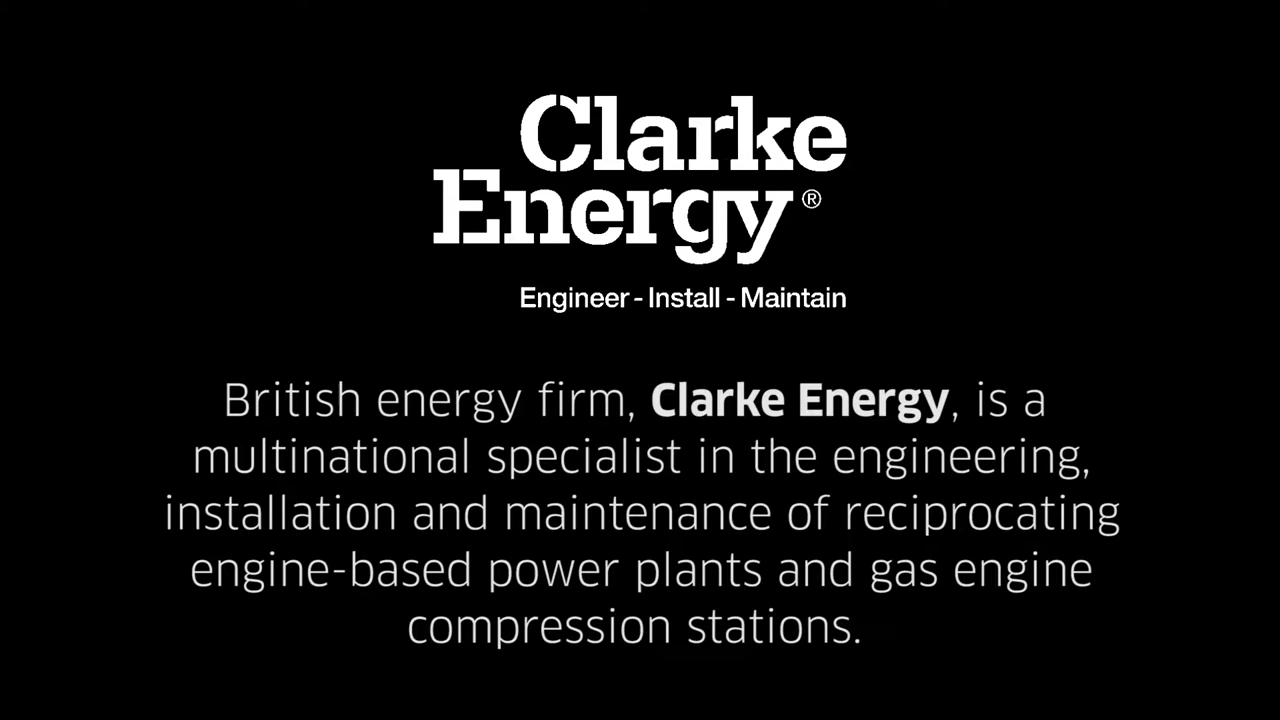 Clarke
Energy®
Engineer - Install - Maintain
British energy firm, Clarke Energy, is a
multinational specialist in the engineering,
installation and maintenance of reciprocating
engine-based power plants and gas engine
compression stations.